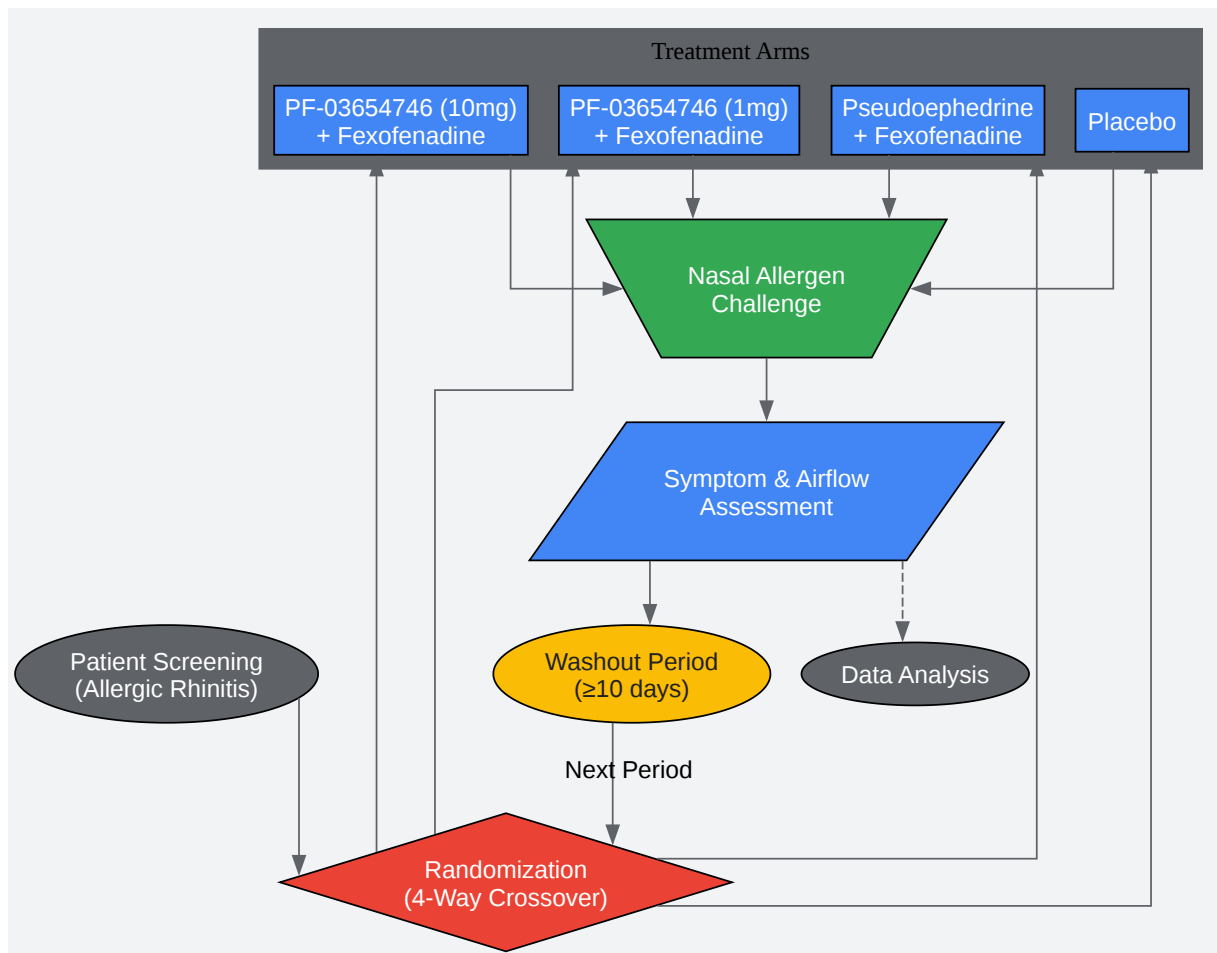 Treatment Arms
PF-03654746 (10mg)
+ Fexofenadine
PF-03654746 (1mg)
+ Fexofenadine
Pseudoephedrine
+ Fexofenadine
Placebo
Nasal Allergen
Challenge
Symptom & Airflow
Assessment
Patient Screening
(Allergic Rhinitis)
Washout Period
(≥10 days)
Data Analysis
Next Period
Randomization
(4-Way Crossover)